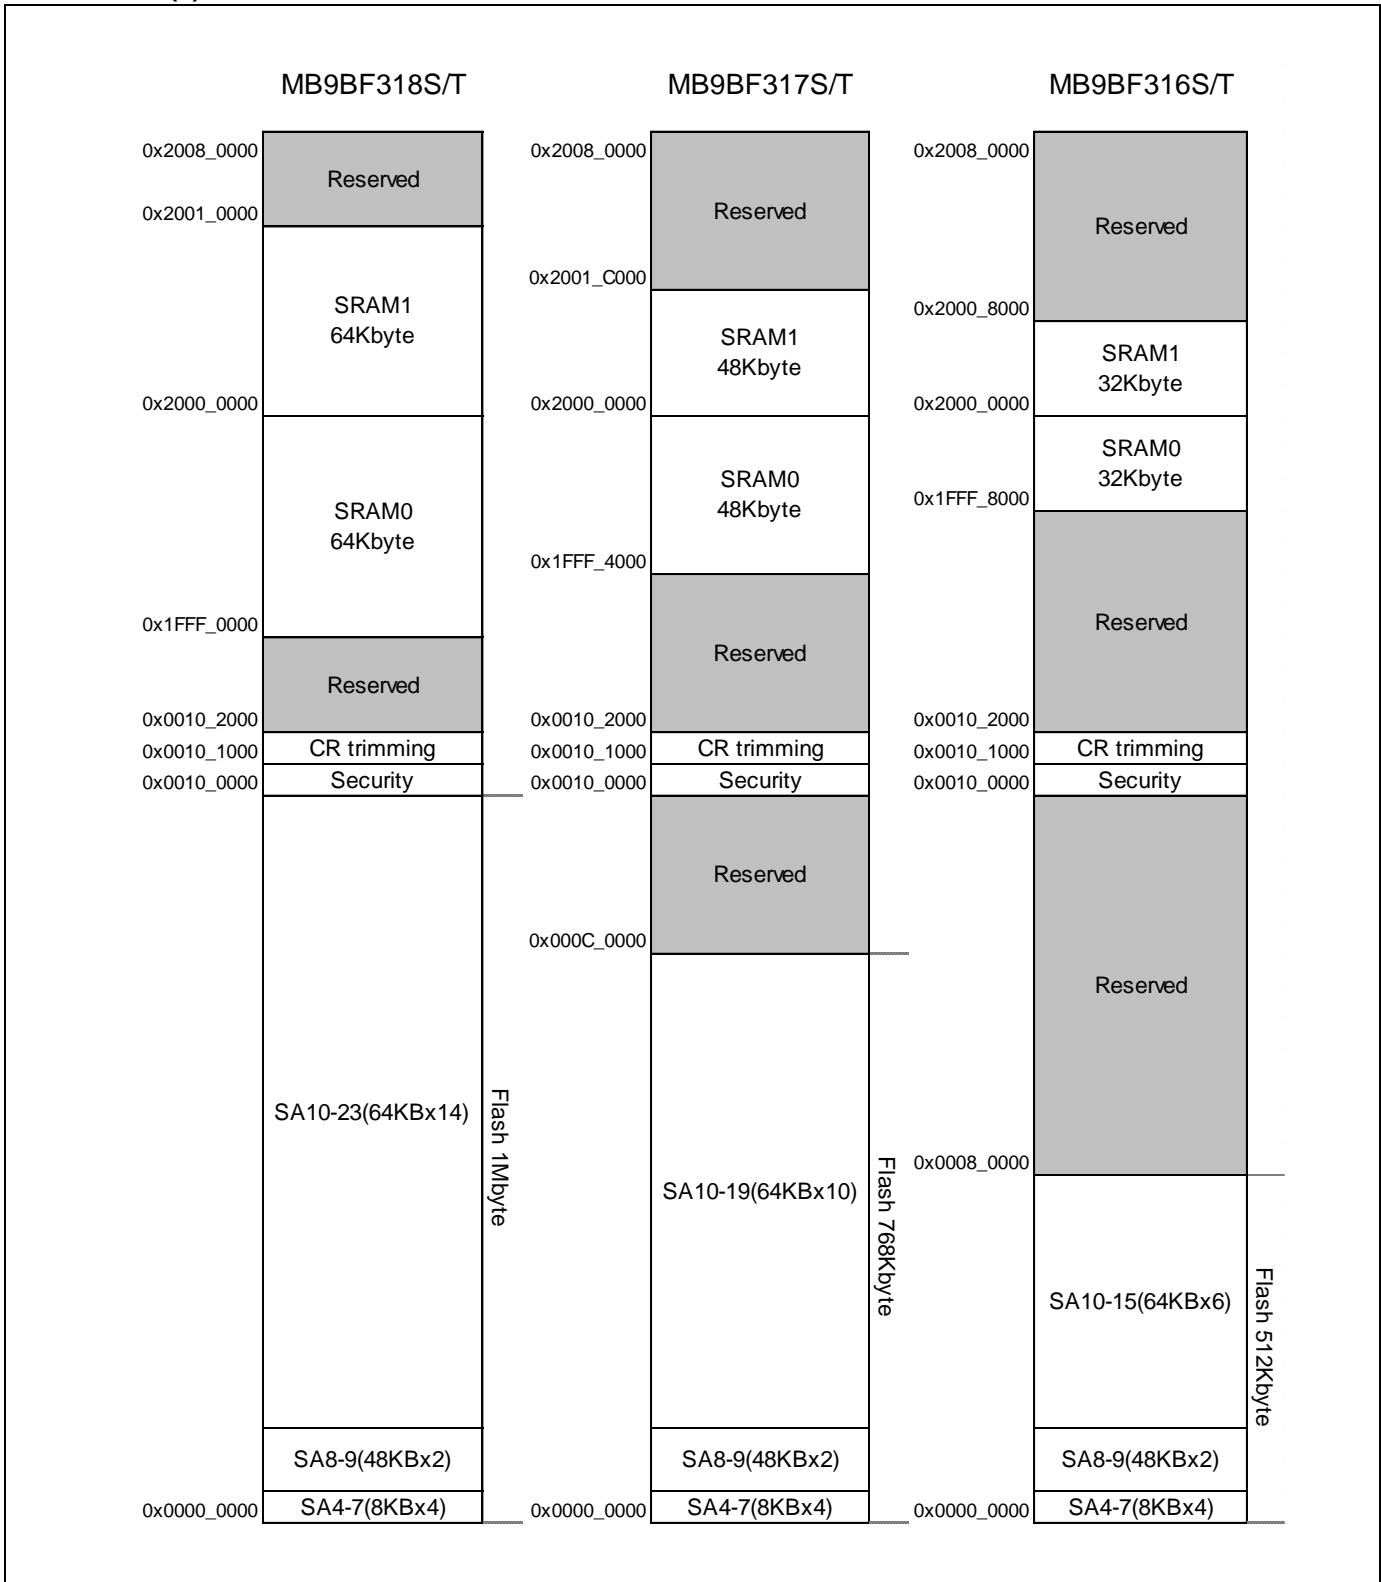 MB9BF318S/T
0x2008_0000
Reserved
0x2001_0000
SRAM1
64Kbyte
0x2000_0000
SRAM0
64Kbyte
0x1FFF_0000
Reserved
0x0010_2000
CR trimming
0x0010_1000
Security
0x0010_0000
SA10-23(64KBx14)
Flash 1Mbyte
SA8-9(48KBx2)
SA4-7(8KBx4)
0x0000_0000
MB9BF317S/T
0x2008_0000
Reserved
0x2001_C000
SRAM1
48Kbyte
0x2000_0000
SRAM0
48Kbyte
0x1FFF_4000
Reserved
0x0010_2000
CR trimming
0x0010_1000
Security
0x0010_0000
Reserved
0x000C_0000
SA10-19(64KBx10)
Flash 768Kbyte
SA8-9(48KBx2)
SA4-7(8KBx4)
0x0000_0000
MB9BF316S/T
0x2008_0000
Reserved
0x2000_8000
SRAM1
32Kbyte
0x2000_0000
SRAM0
32Kbyte
0x1FFF_8000
Reserved
0x0010_2000
CR trimming
0x0010_1000
Security
0x0010_0000
Reserved
0x0008_0000
SA10-15(64KBx6)
Flash 512Kbyte
SA8-9(48KBx2)
SA4-7(8KBx4)
0x0000_0000